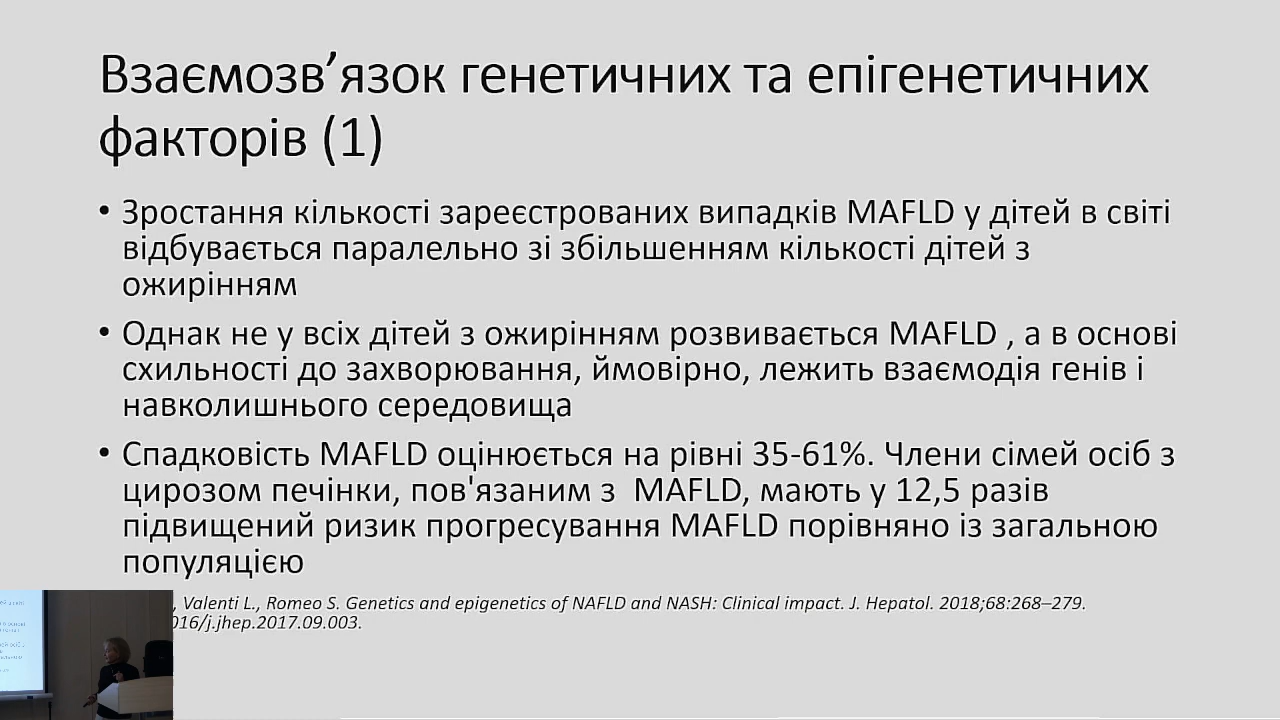 Взаємозв’язок генетичних та епігенетичних
факторів (1)
• Зростання кількості зареєстрованих випадків MAFLD у дітей в світі
відбувається паралельно зі збільшенням кількості дітей з
ожирінням
• Однак не у всіх дітей з ожирінням розвивається MAFLD , а в основі
схильності до захворювання, ймовірно, лежить взаємодія генів і
навколишнього середовища
• Спадковість MAFLD оцінюється на рівні 35-61%. Члени сімей осіб з
цирозом печінки, пов'язаним з MAFLD, мають у 12,5 разів
підвищений ризик прогресування MAFLD порівняно із загальною
популяцією
, Valenti L., Romeo S. Genetics and epigenetics of NAFLD and NASH: Clinical impact. J. Hepatol. 2018;68:268–279.
016/j.jhep.2017.09.003.